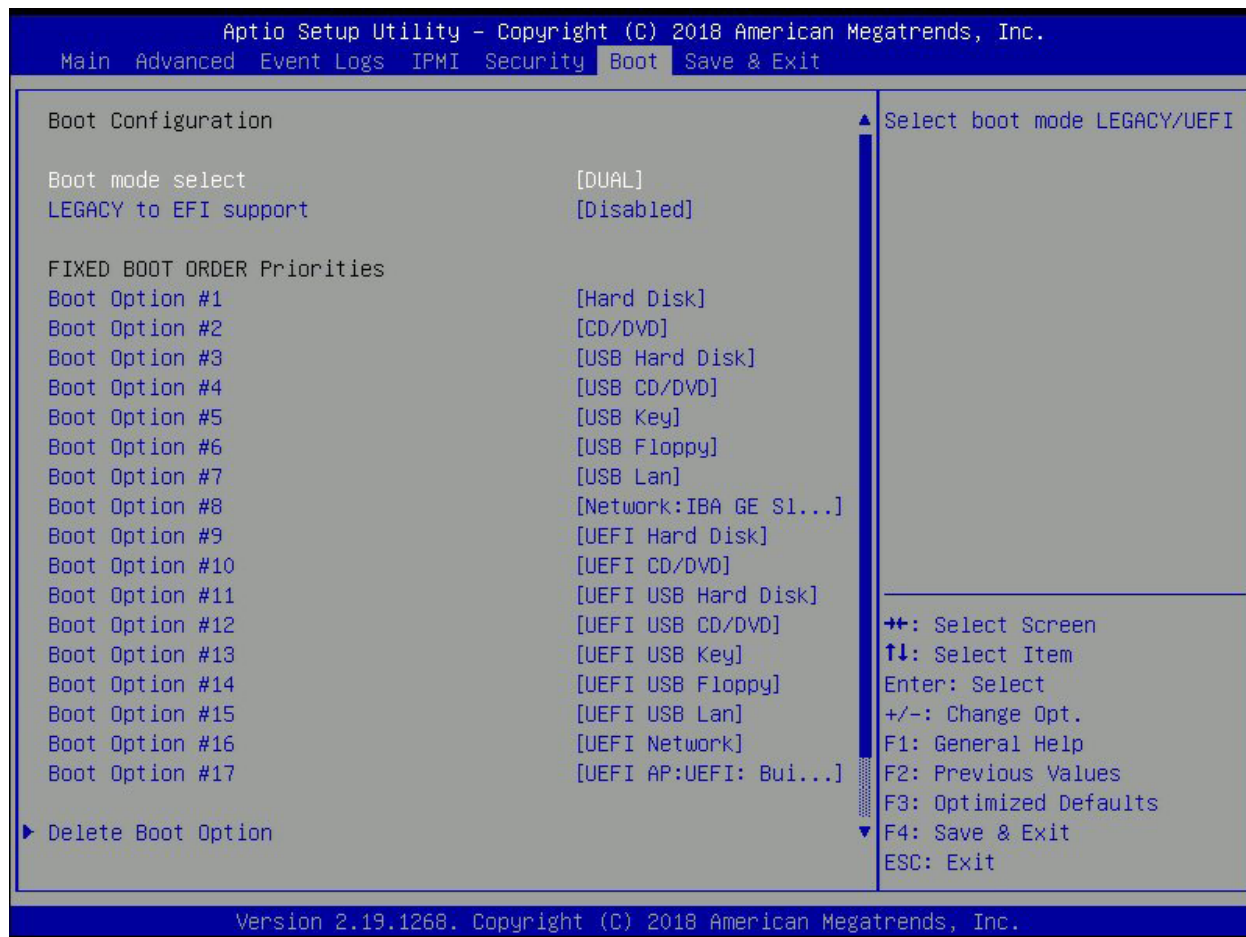 Aptio Setup Utility – Copyright (C) 2018 American Megatrends, Inc.
Main Advanced Event Logs IPMI Security Boot Save & Exit
Boot Configuration
Select boot mode LEGACY/UEFI
Boot mode select [DUAL]
LEGACY to EFI support [Disabled]
FIXED BOOT ORDER Priorities
Boot Option #1 [Hard Disk]
Boot Option #2 [CD/DVD]
Boot Option #3 [USB Hard Disk]
Boot Option #4 [USB CD/DVD]
Boot Option #5 [USB Key]
Boot Option #6 [USB Floppy]
Boot Option #7 [USB Lan]
Boot Option #8 [Network:IBA GE Sl...]
Boot Option #9 [UEFI Hard Disk]
Boot Option #10 [UEFI CD/DVD]
Boot Option #11 [UEFI USB Hard Disk]
Boot Option #12 [UEFI USB CD/DVD]
Boot Option #13 [UEFI USB Key]
Boot Option #14 [UEFI USB Floppy]
Boot Option #15 [UEFI USB Lan]
Boot Option #16 [UEFI Network]
Boot Option #17 [UEFI AP:UEFI: Bui...]
▶ Delete Boot Option
→←: Select Screen
↑↓: Select Item
Enter: Select
+/-: Change Opt.
F1: General Help
F2: Previous Values
F3: Optimized Defaults
F4: Save & Exit
ESC: Exit
Version 2.19.1268. Copyright (C) 2018 American Megatrends, Inc.